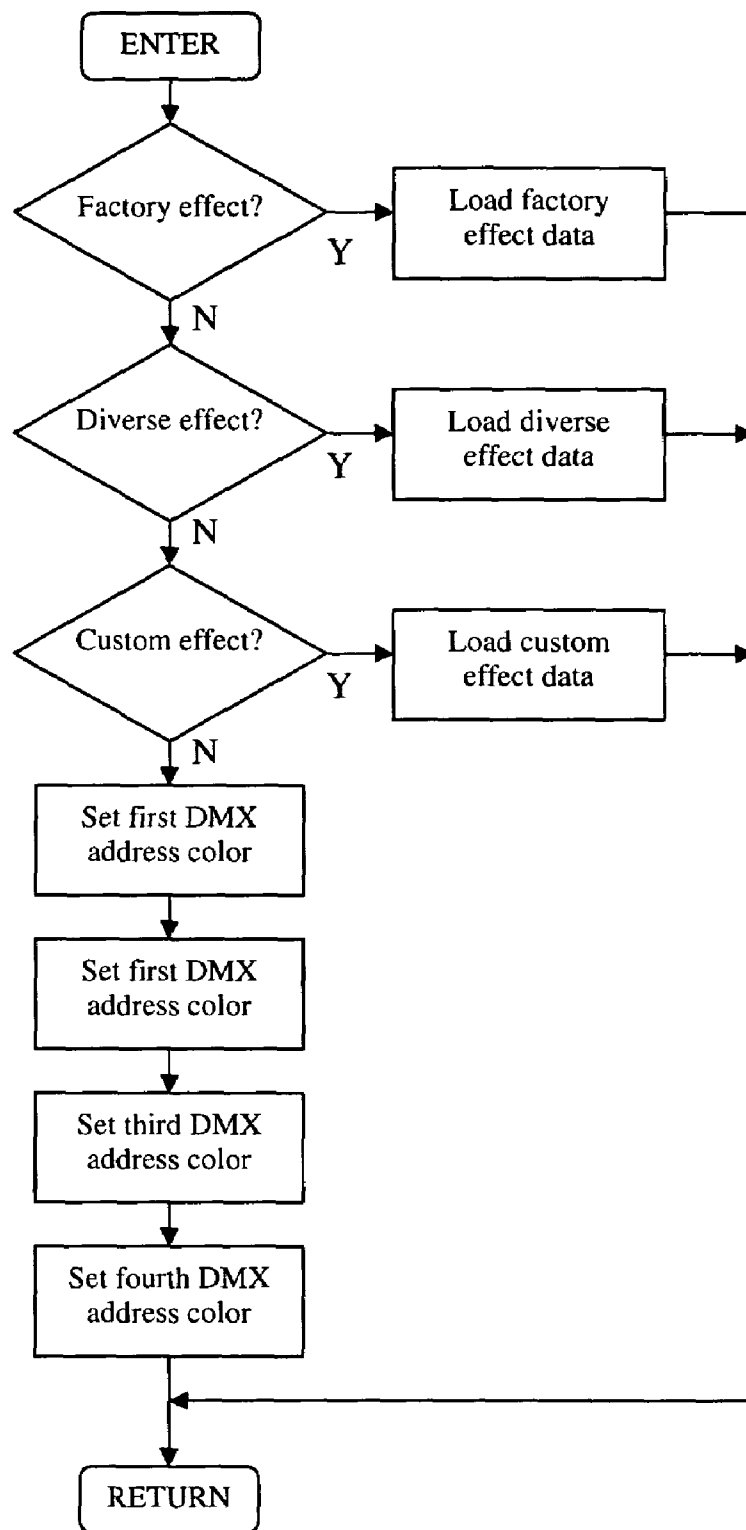 ENTER
Factory effect?
Y
Load factory
effect data
N
Diverse effect?
Y
Load diverse
effect data
N
Custom effect?
Y
Load custom
effect data
N
Set first DMX
address color
Set first DMX
address color
Set third DMX
address color
Set fourth DMX
address color
RETURN